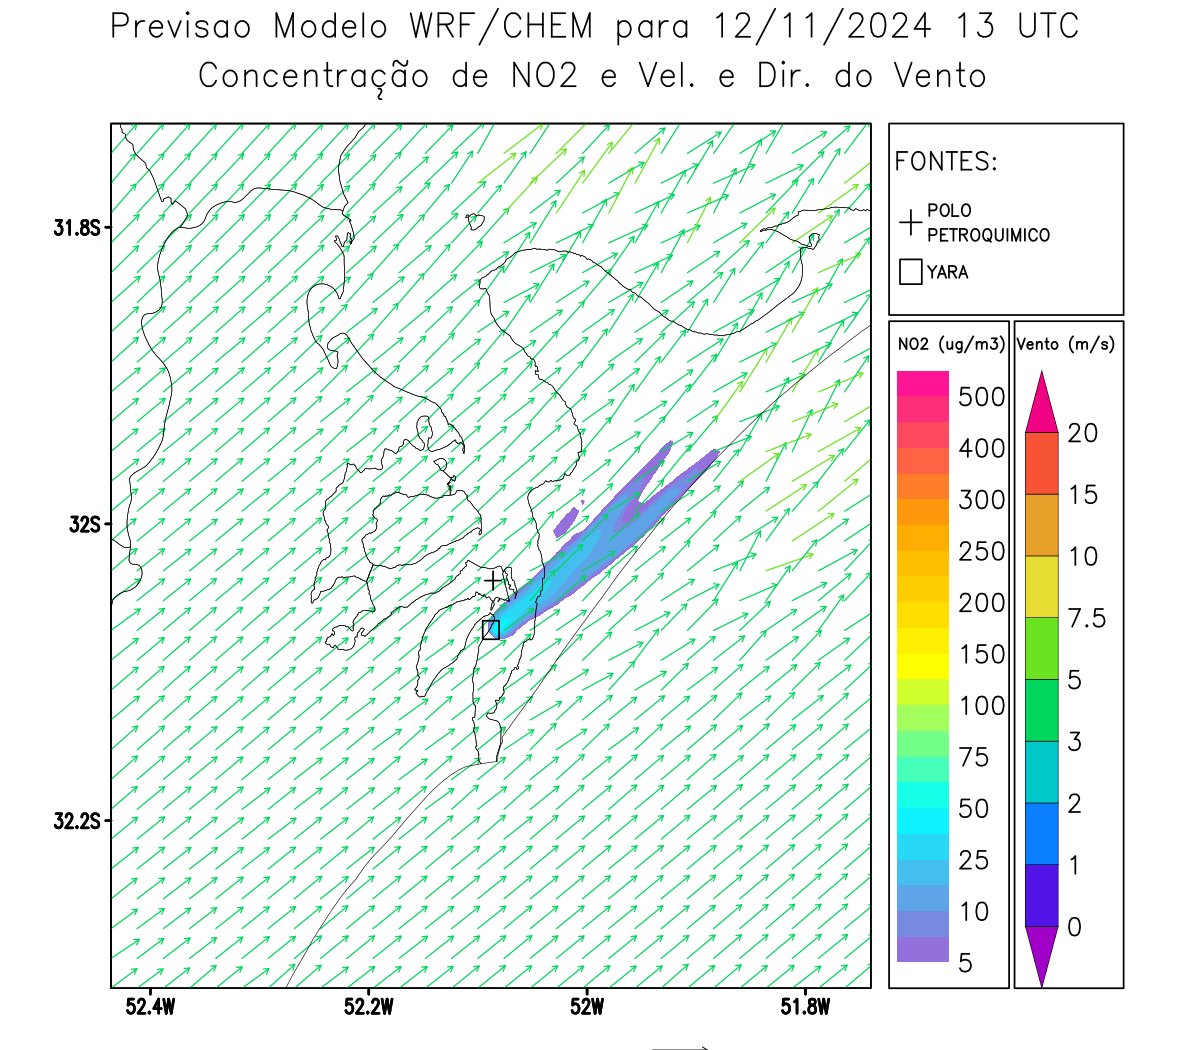 Previsao Modelo WRF/CHEM para 12/11/2024 13 UTC
Concentração de NO2 e Vel. e Dir. do Vento
FONTES:
POLO
PETROQUIMICO
YARA
31.8S
32S
32.2S
52.4W
52.2W
52W
51.8W
NO2 (ug/m3)
500
400
300
250
200
150
100
75
50
25
10
5
Vento (m/s)
20
15
10
7.5
5
3
2
1
0